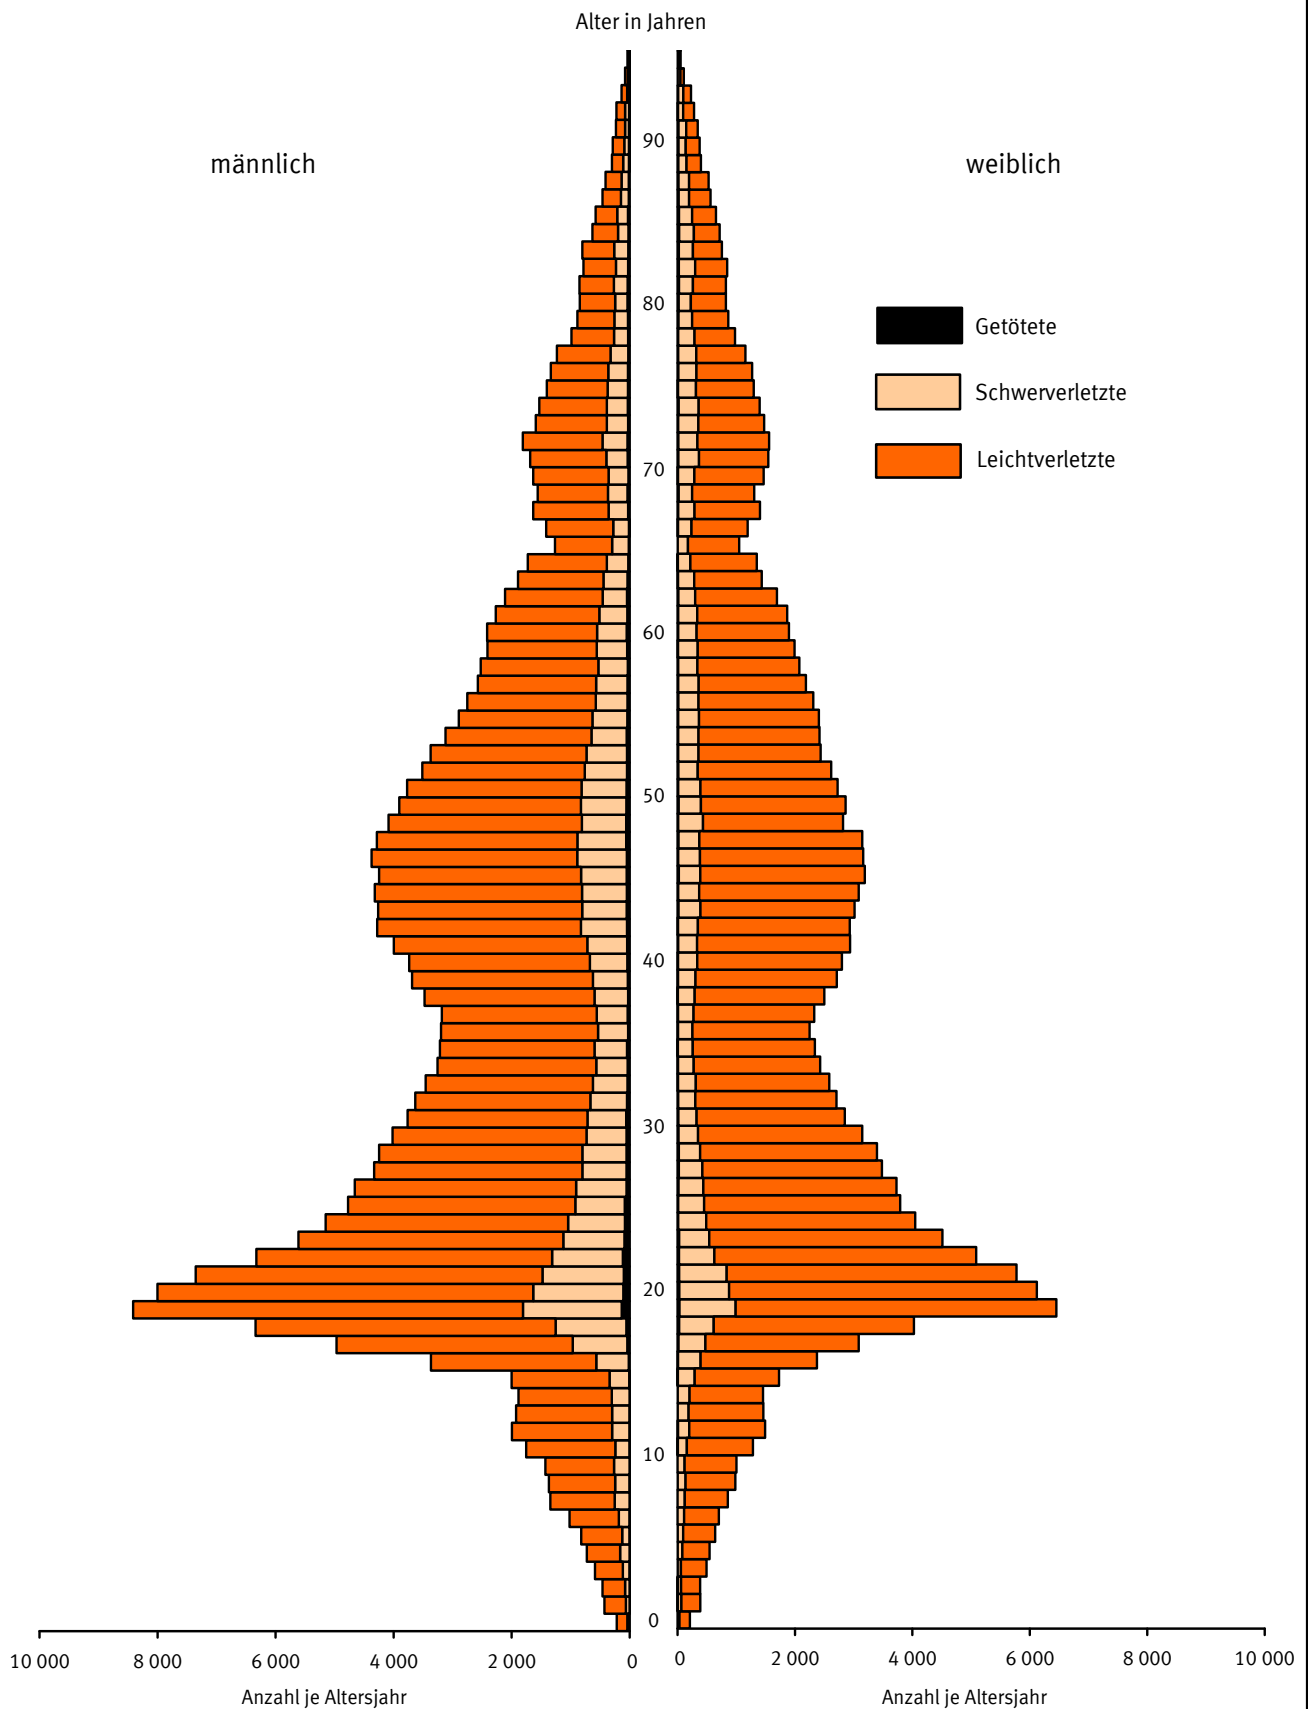 Alter in Jahren
männlich
weiblich
90
80
70
60
50
40
30
20
10
0
Getötete
Schwerverletzte
Leichtverletzte
10 000 8 000 6 000 4 000 2 000 0
0 2 000 4 000 6 000 8 000 10 000
Anzahl je Altersjahr
Anzahl je Altersjahr